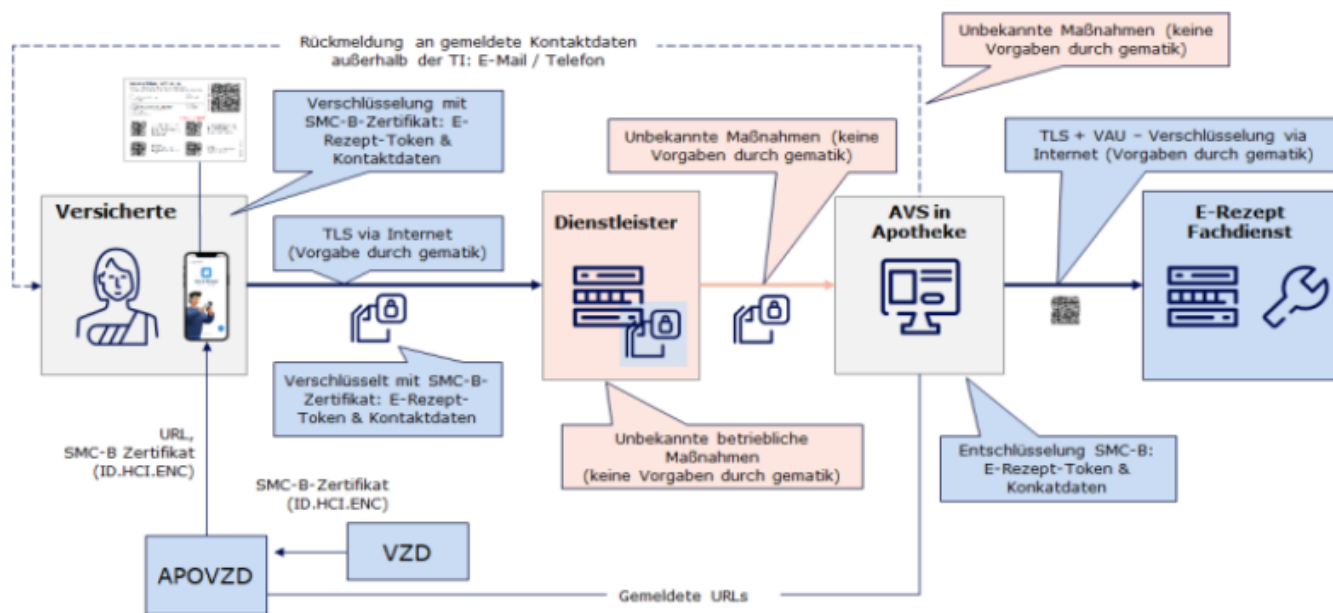 Rückmeldung an gemeldete Kontaktdaten
außerhalb der TI: E-Mail / Telefon
Unbekannte Maßnahmen (keine
Vorgaben durch gematik)
Verschlüsselung mit
SMC-B-Zertifikat: E-
Rezept-Token &
Kontaktdaten
Unbekannte Maßnahmen (keine
Vorgaben durch gematik)
TLS + VAU – Verschlüsselung via
Internet (Vorgaben durch gematik)
Versicherte
TLS via Internet
(Vorgabe durch gematik)
Dienstleister
AVS in
Apotheke
E-Rezept
Fachdienst
Verschlüsselt mit SMC-B-
Zertifikat: E-Rezept-
Token & Kontaktdaten
Unbekannte betriebliche
Maßnahmen
(keine Vorgaben durch gematik)
Entschlüsselung SMC-B:
E-Rezept-Token &
Konkatdaten
URL,
SMC-B Zertifikat
(ID.HCI.ENC)
SMC-B-Zertifikat
(ID.HCI.ENC)
APOVZD
VZD
Gemeldete URLs